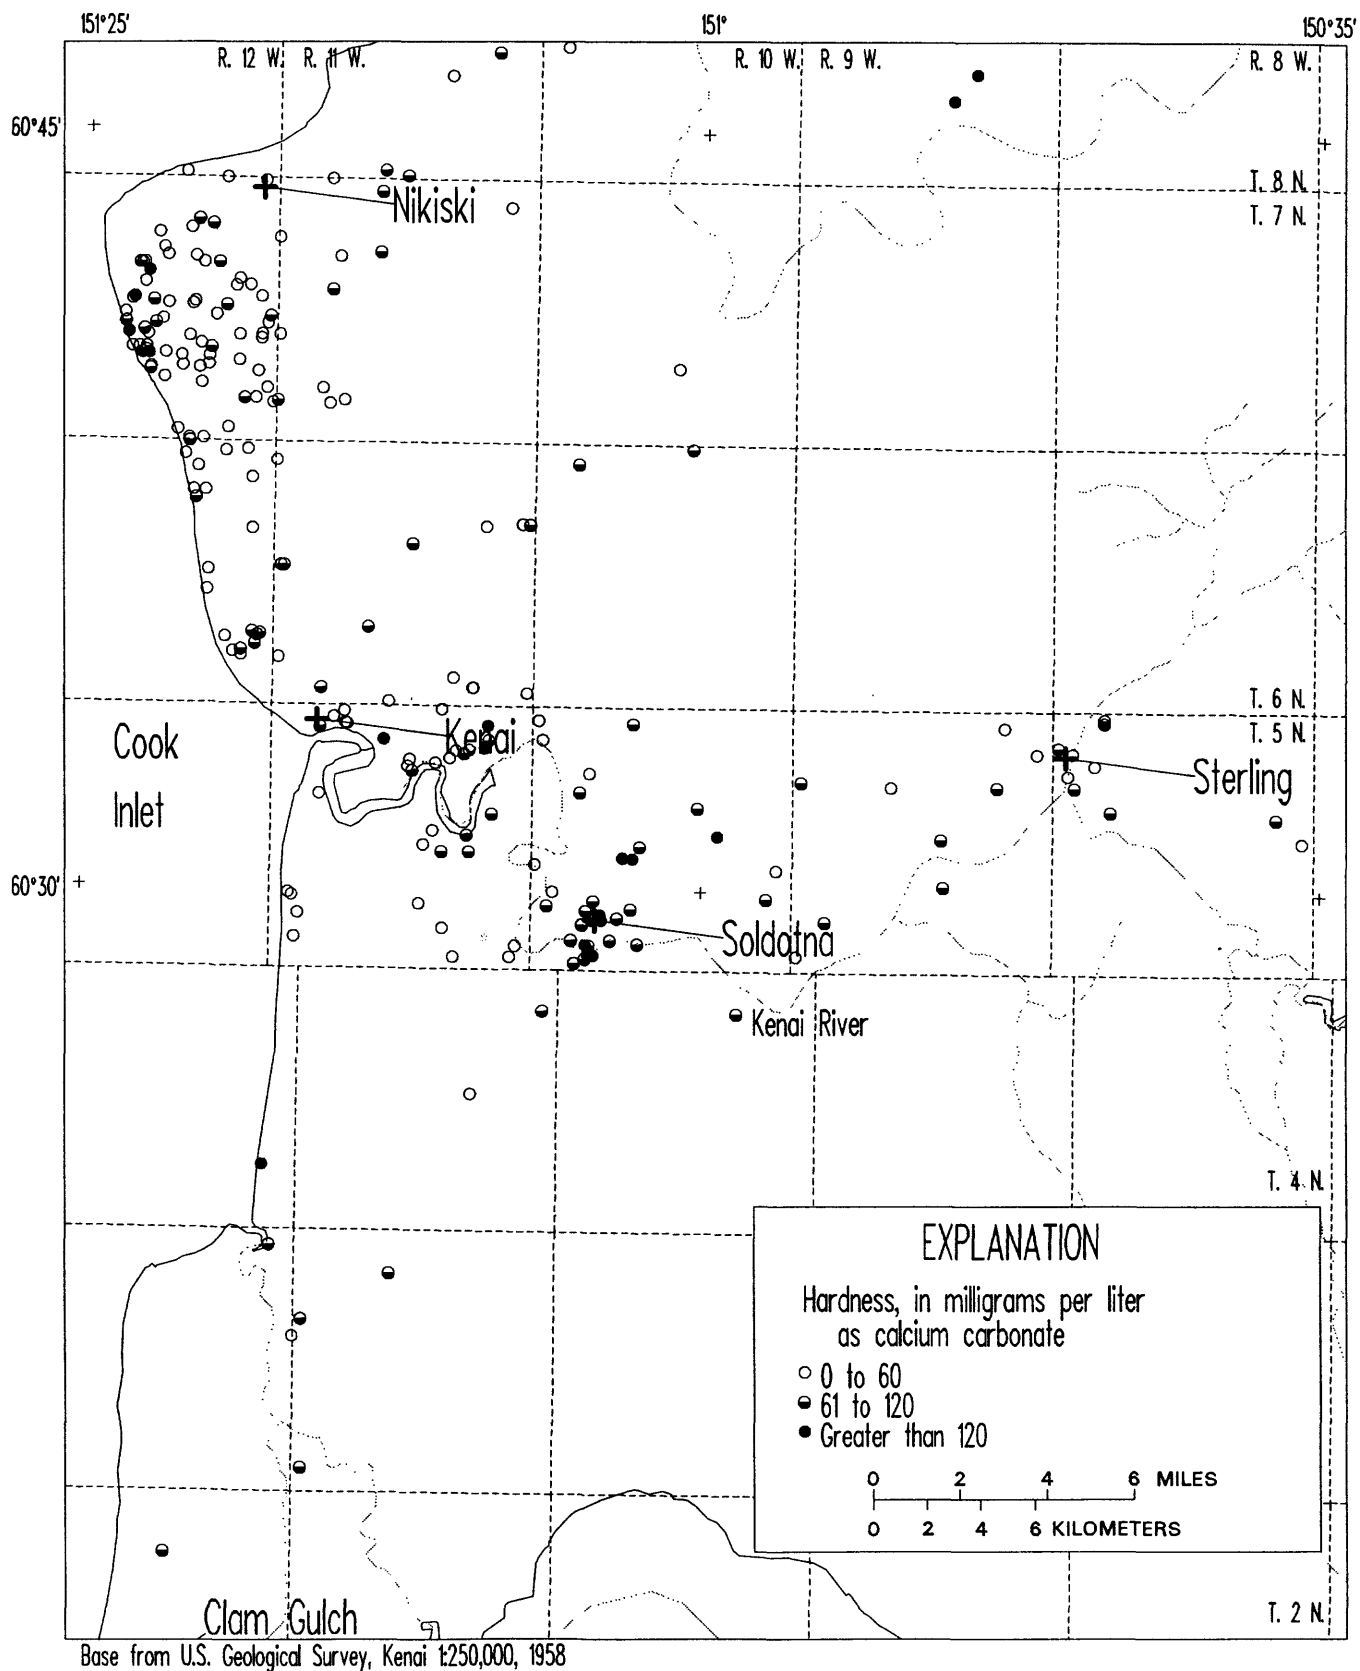 151°25'
151°
150°35'
R. 12 W.
R. 11 W.
R. 10 W.
R. 9 W.
R. 8 W.
60°45'
T. 8 N.
Nikiski
T. 7 N.
T. 6 N.
Cook
Kenai
T. 5 N.
Sterling
Inlet
60°30'
Soldotna
Kenai River
T. 4 N.
EXPLANATION
Hardness, in milligrams per liter
as calcium carbonate
0 to 60
61 to 120
Greater than 120
0 2 4 6 MILES
0 2 4 6 KILOMETERS
Clam Gulch
T. 2 N.
Base from U.S. Geological Survey, Kenai 1:250,000, 1958